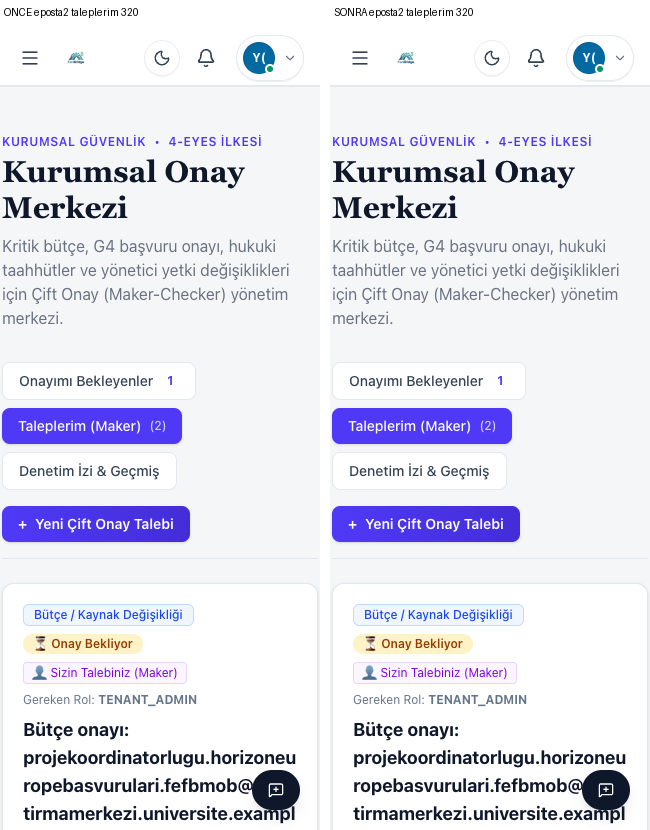 ONCE eposta2 taleplerim 320
Y(
KURUMSAL GÜVENLİK • 4-EYES İLKESİ
Kurumsal Onay
Merkezi
Kritik bütçe, G4 başvuru onayı, hukuki
taahhütler ve yönetici yetki değişiklikleri
için Çift Onay (Maker-Checker) yönetim
merkezi.
Onayımı Bekleyenler 1
Taleplerim (Maker) (2)
Denetim İzi & Geçmiş
+ Yeni Çift Onay Talebi
Bütçe / Kaynak Değişikliği
⏳ Onay Bekliyor
👤 Sizin Talebiniz (Maker)
Gereken Rol: TENANT_ADMIN
Bütçe onayı:
projekoordinatorlugu.horizoneu
ropebasvurulari.fefbmob@
tirmamerkezi.universite.exampl
SONRA eposta2 taleplerim 320
Y(
KURUMSAL GÜVENLİK • 4-EYES İLKESİ
Kurumsal Onay
Merkezi
Kritik bütçe, G4 başvuru onayı, hukuki
taahhütler ve yönetici yetki değişiklikleri
için Çift Onay (Maker-Checker) yönetim
merkezi.
Onayımı Bekleyenler 1
Taleplerim (Maker) (2)
Denetim İzi & Geçmiş
+ Yeni Çift Onay Talebi
Bütçe / Kaynak Değişikliği
⏳ Onay Bekliyor
👤 Sizin Talebiniz (Maker)
Gereken Rol: TENANT_ADMIN
Bütçe onayı:
projekoordinatorlugu.horizoneu
ropebasvurulari.fefbmob@
tirmamerkezi.universite.exampl